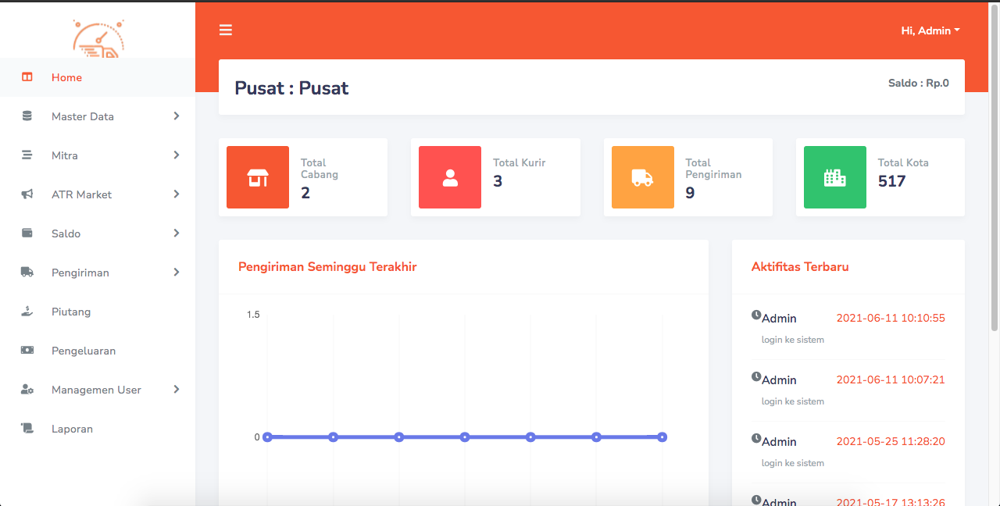 Hi, Admin
Home
Master Data
Mitra
ATR Market
Saldo
Pengiriman
Piutang
Pengeluaran
Managemen User
Laporan
Pusat : Pusat
Saldo : Rp.0
Total
Cabang
2
Total Kurir
3
Total
Pengiriman
9
Total Kota
517
Pengiriman Seminggu Terakhir
1.5
0
Aktifitas Terbaru
Admin 2021-06-11 10:10:55
login ke sistem
Admin 2021-06-11 10:07:21
login ke sistem
Admin 2021-05-25 11:28:20
login ke sistem
Admin 2021-05-17 13:13:26